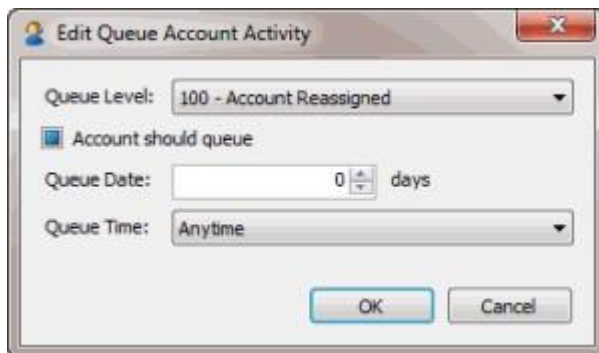 Edit Queue Account Activity
Queue Level: 100 - Account Reassigned
Account should queue
Queue Date: 0 days
Queue Time: Anytime
OK Cancel